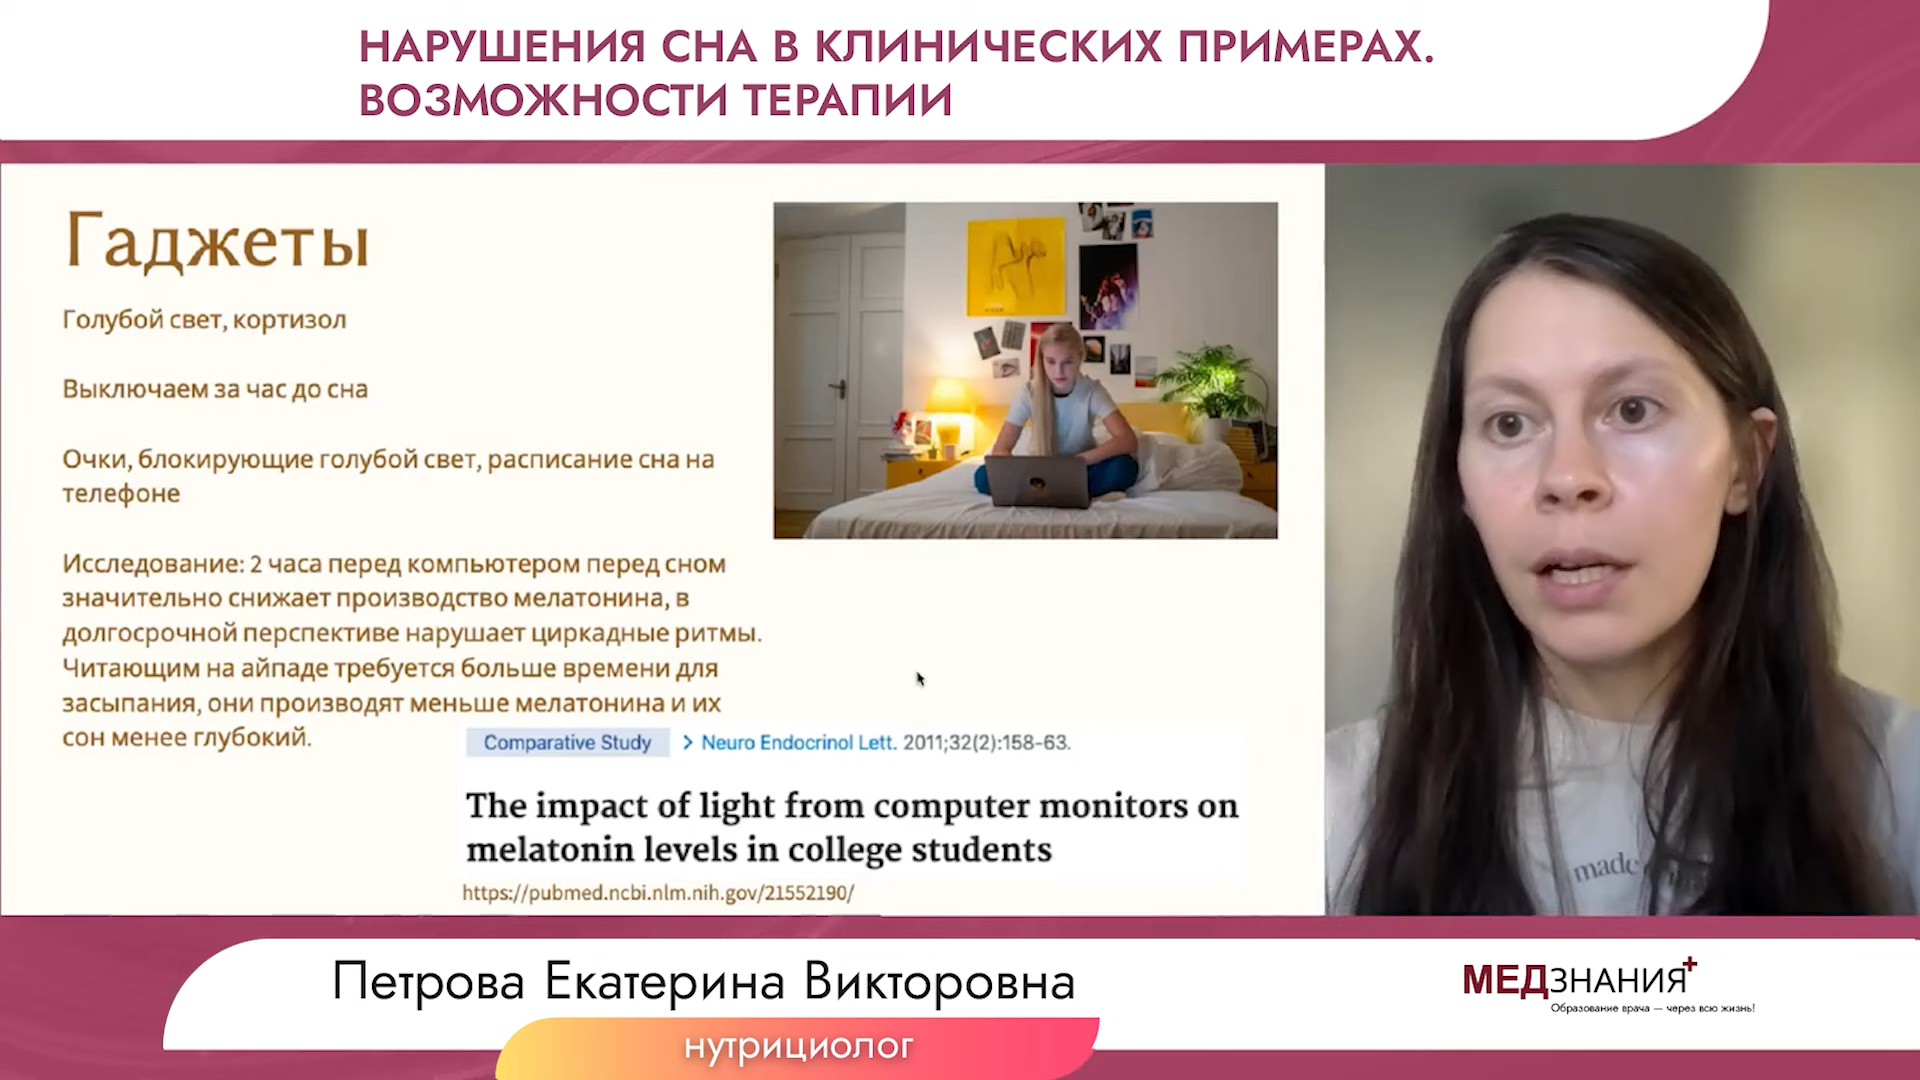 НАРУШЕНИЯ СНА В КЛИНИЧЕСКИХ ПРИМЕРАХ.
ВОЗМОЖНОСТИ ТЕРАПИИ
Гаджеты
Голубой свет, кортизол
Выключаем за час до сна
Очки, блокирующие голубой свет, расписание сна на
телефоне
Исследование: 2 часа перед компьютером перед сном
значительно снижает производство мелатонина, в
долгосрочной перспективе нарушает циркадные ритмы.
Читающим на айпаде требуется больше времени для
засыпания, они производят меньше мелатонина и их
сон менее глубокий.
Comparative Study > Neuro Endocrinol Lett. 2011;32(2):158-63.
The impact of light from computer monitors on
melatonin levels in college students
https://pubmed.ncbi.nlm.nih.gov/21552190/
made
Петрова Екатерина Викторовна
нутрициолог
МЕДЗНАНИЯ+
Образование врача — через всю жизнь!